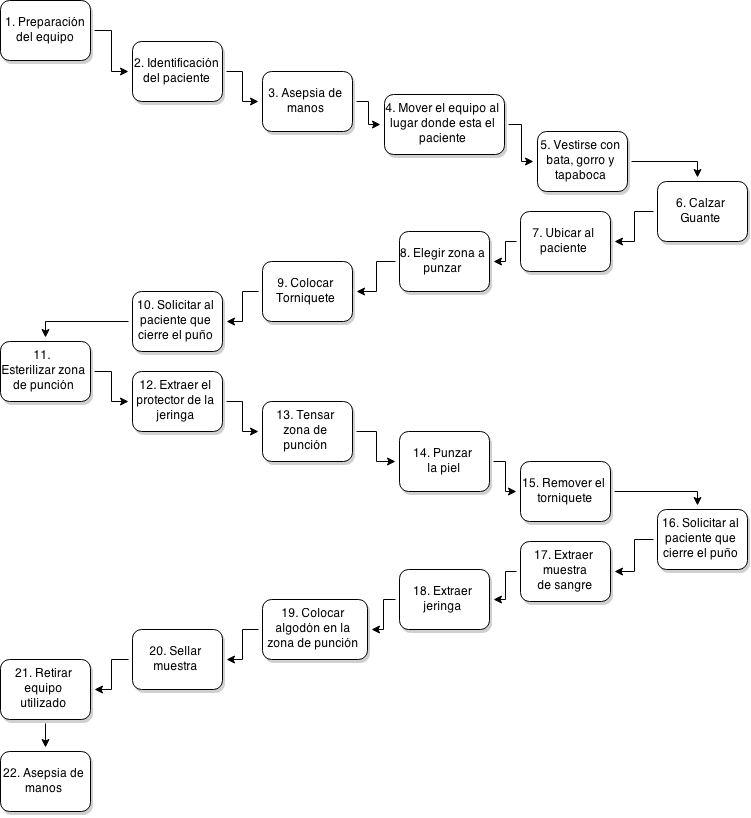 1. Preparación
del equipo
2. Identificación
del paciente
3. Asepsia de
manos
4. Mover el equipo al
lugar donde esta el
paciente
5. Vestirse con
bata, gorro y
tapaboca
6. Calzar
Guante
7. Ubicar al
paciente
8. Elegir zona a
punzar
9. Colocar
Torniquete
10. Solicitar al
paciente que
cierre el puño
11.
Esterilizar zona
de punción
12. Extraer el
protector de la
jeringa
13. Tensar
zona de
punción
14. Punzar
la piel
15. Remover el
torniquete
16. Solicitar al
paciente que
cierre el puño
17. Extraer
muestra
de sangre
18. Extraer
jeringa
19. Colocar
algodón en la
zona de punción
20. Sellar
muestra
21. Retirar
equipo
utilizado
22. Asepsia de
manos